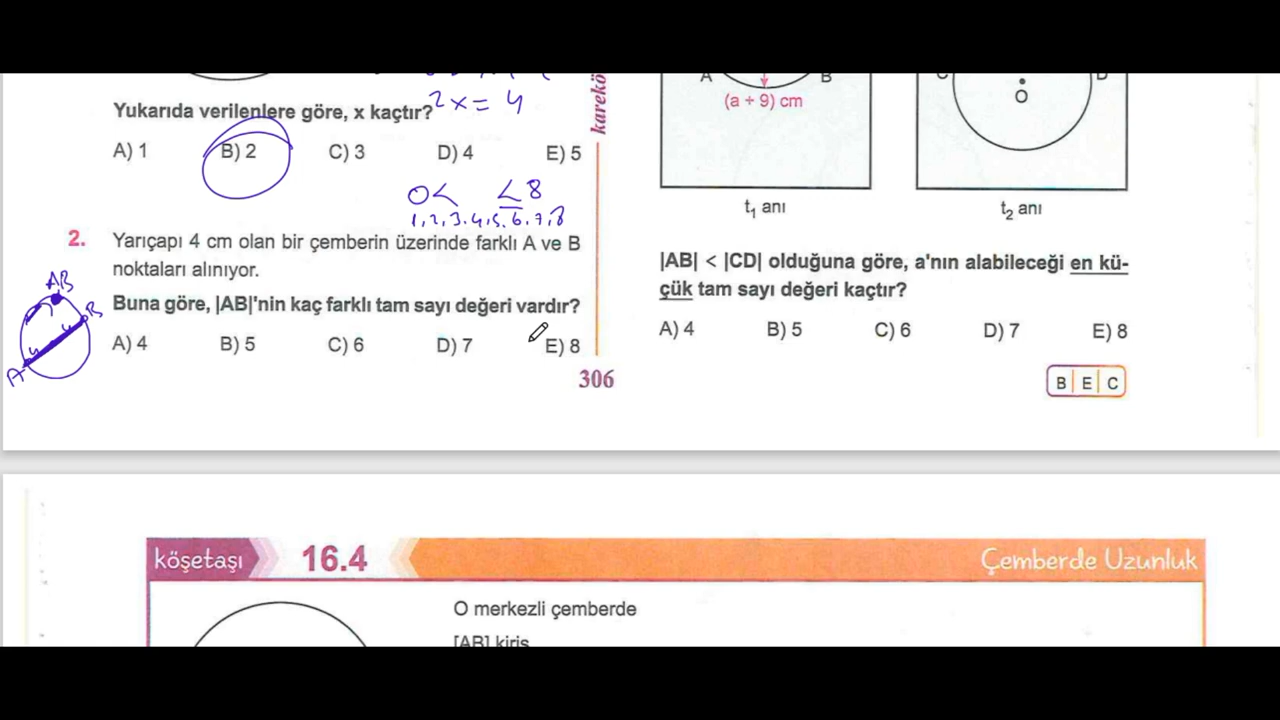 2x = 4
Yukarıda verilenlere göre, x kaçtır?
A) 1 B) 2 C) 3 D) 4 E) 5
0< ≤8
1,2,3,4,5,6,7,8
2. Yarıçapı 4 cm olan bir çemberin üzerinde farklı A ve B
noktaları alınıyor.
AB
B
4
4
A
Buna göre, |AB|'nin kaç farklı tam sayı değeri vardır?
A) 4 B) 5 C) 6 D) 7 E) 8
karekö
306
A B
(a + 9) cm
t₁ anı
C D
O
t₂ anı
|AB| < |CD| olduğuna göre, a'nın alabileceği en kü-
çük tam sayı değeri kaçtır?
A) 4 B) 5 C) 6 D) 7 E) 8
B E C
köşetaşı 16.4 Çemberde Uzunluk
O merkezli çemberde
[AB] kiriş